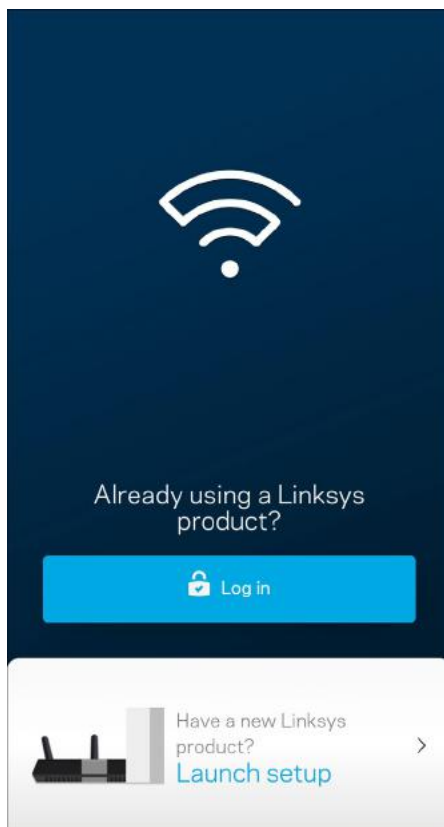 Already using a Linksys
product?
Log in
Have a new Linksys
product?
Launch setup